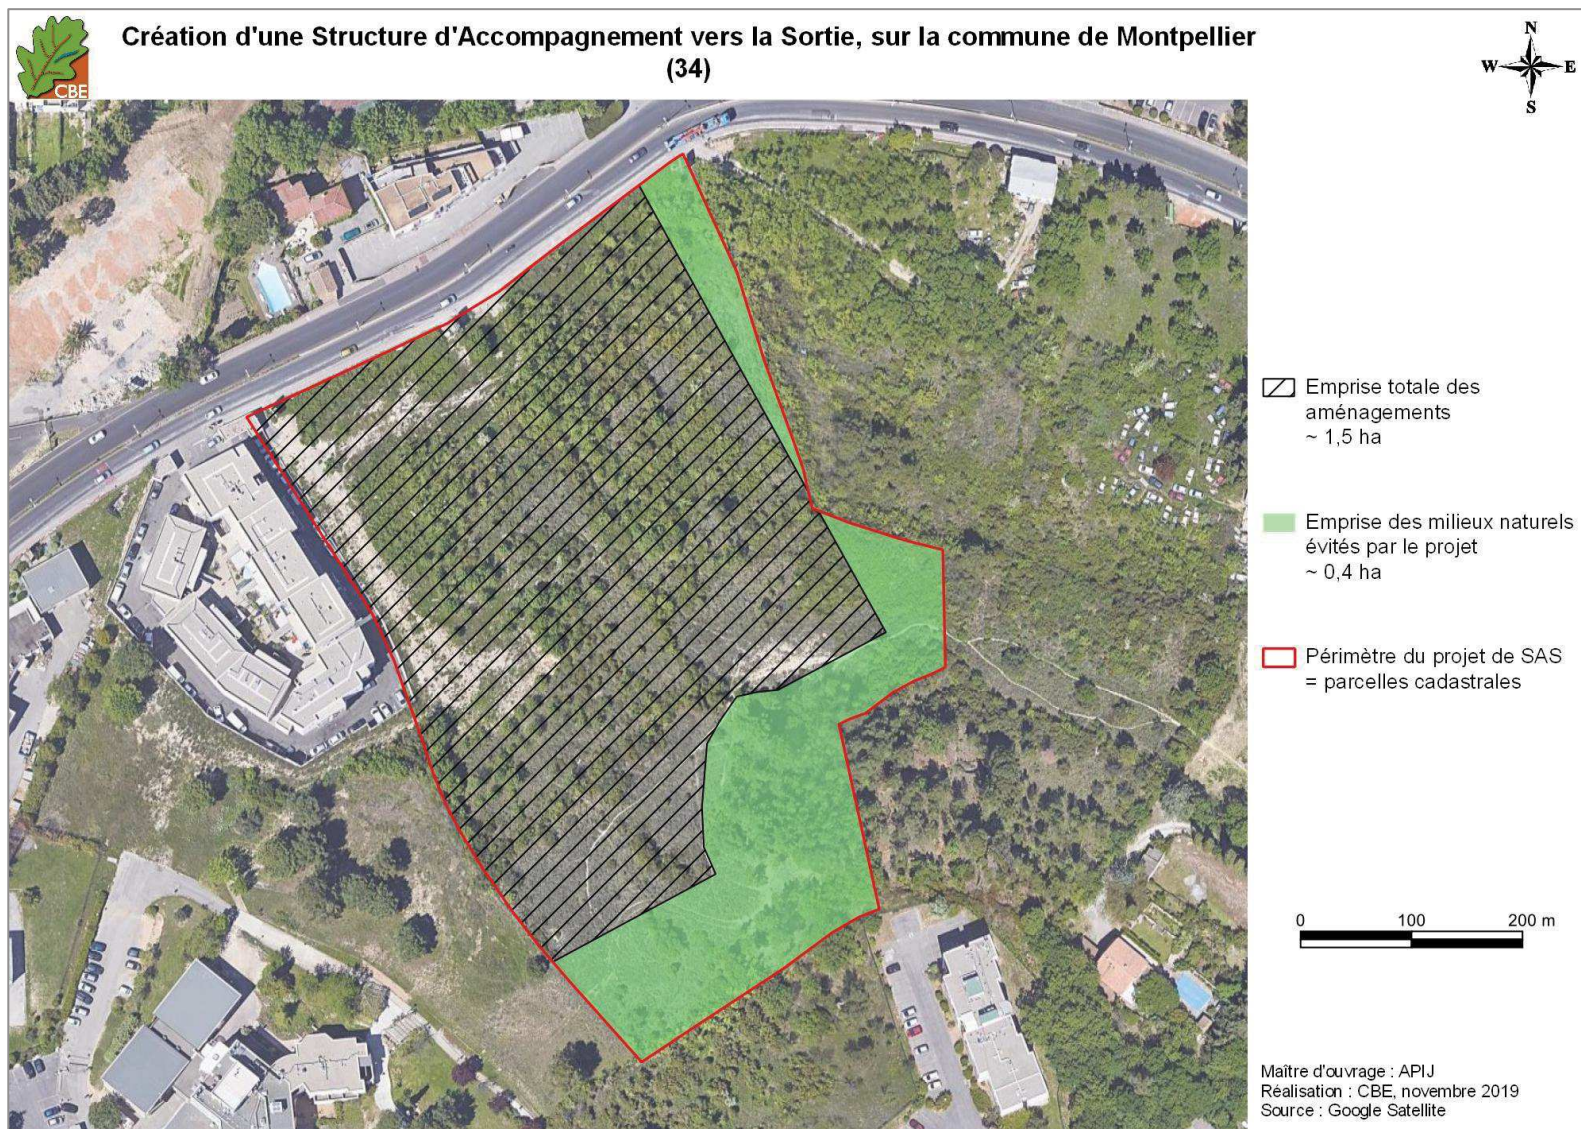 Création d'une Structure d'Accompagnement vers la Sortie, sur la commune de Montpellier
(34)
CBE
N
W E
S
Emprise totale des
aménagements
~ 1,5 ha
Emprise des milieux naturels
évités par le projet
~ 0,4 ha
Périmètre du projet de SAS
= parcelles cadastrales
0 100 200 m
Maître d'ouvrage : APIJ
Réalisation : CBE, novembre 2019
Source : Google Satellite